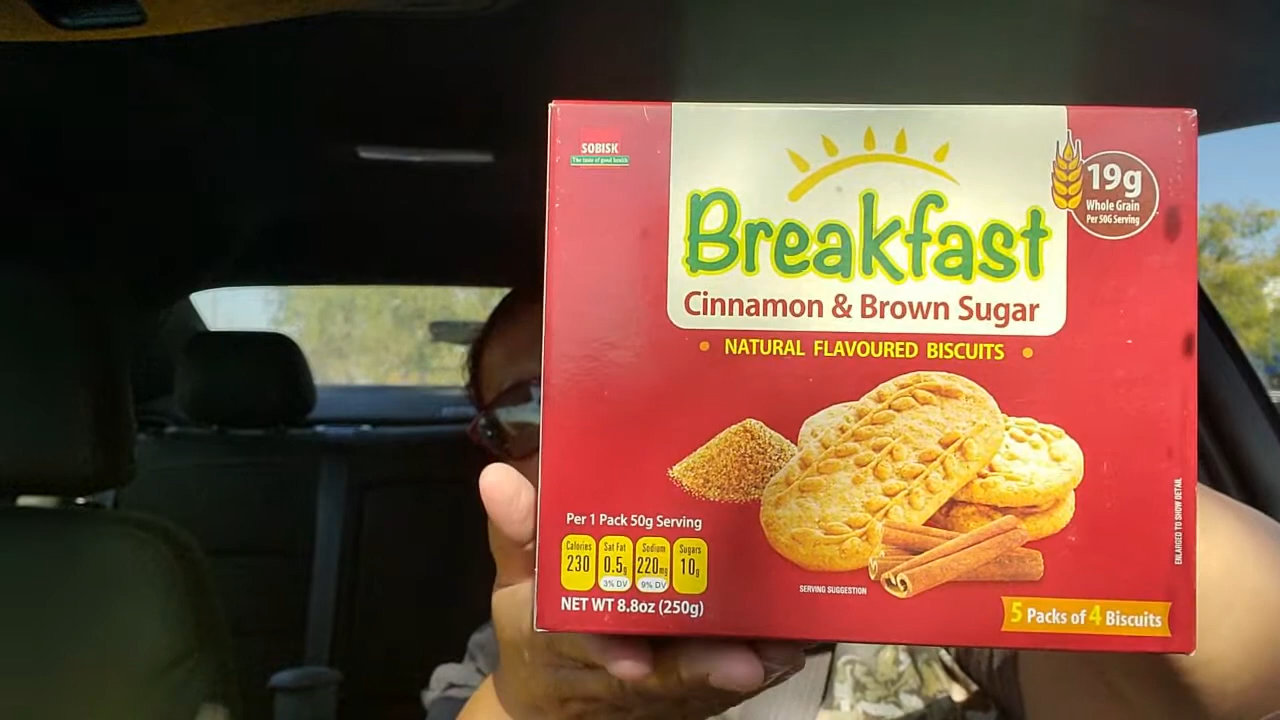 SOBISK
The taste of good health
Breakfast
Cinnamon & Brown Sugar
NATURAL FLAVOURED BISCUITS
19g
Whole Grain
Per 50G Serving
Per 1 Pack 50g Serving
Calories 230
Sat Fat 0.5g 3% DV
Sodium 220mg 9% DV
Sugars 10g
NET WT 8.8oz (250g)
SERVING SUGGESTION
5 Packs of 4 Biscuits
ENLARGED TO SHOW DETAIL